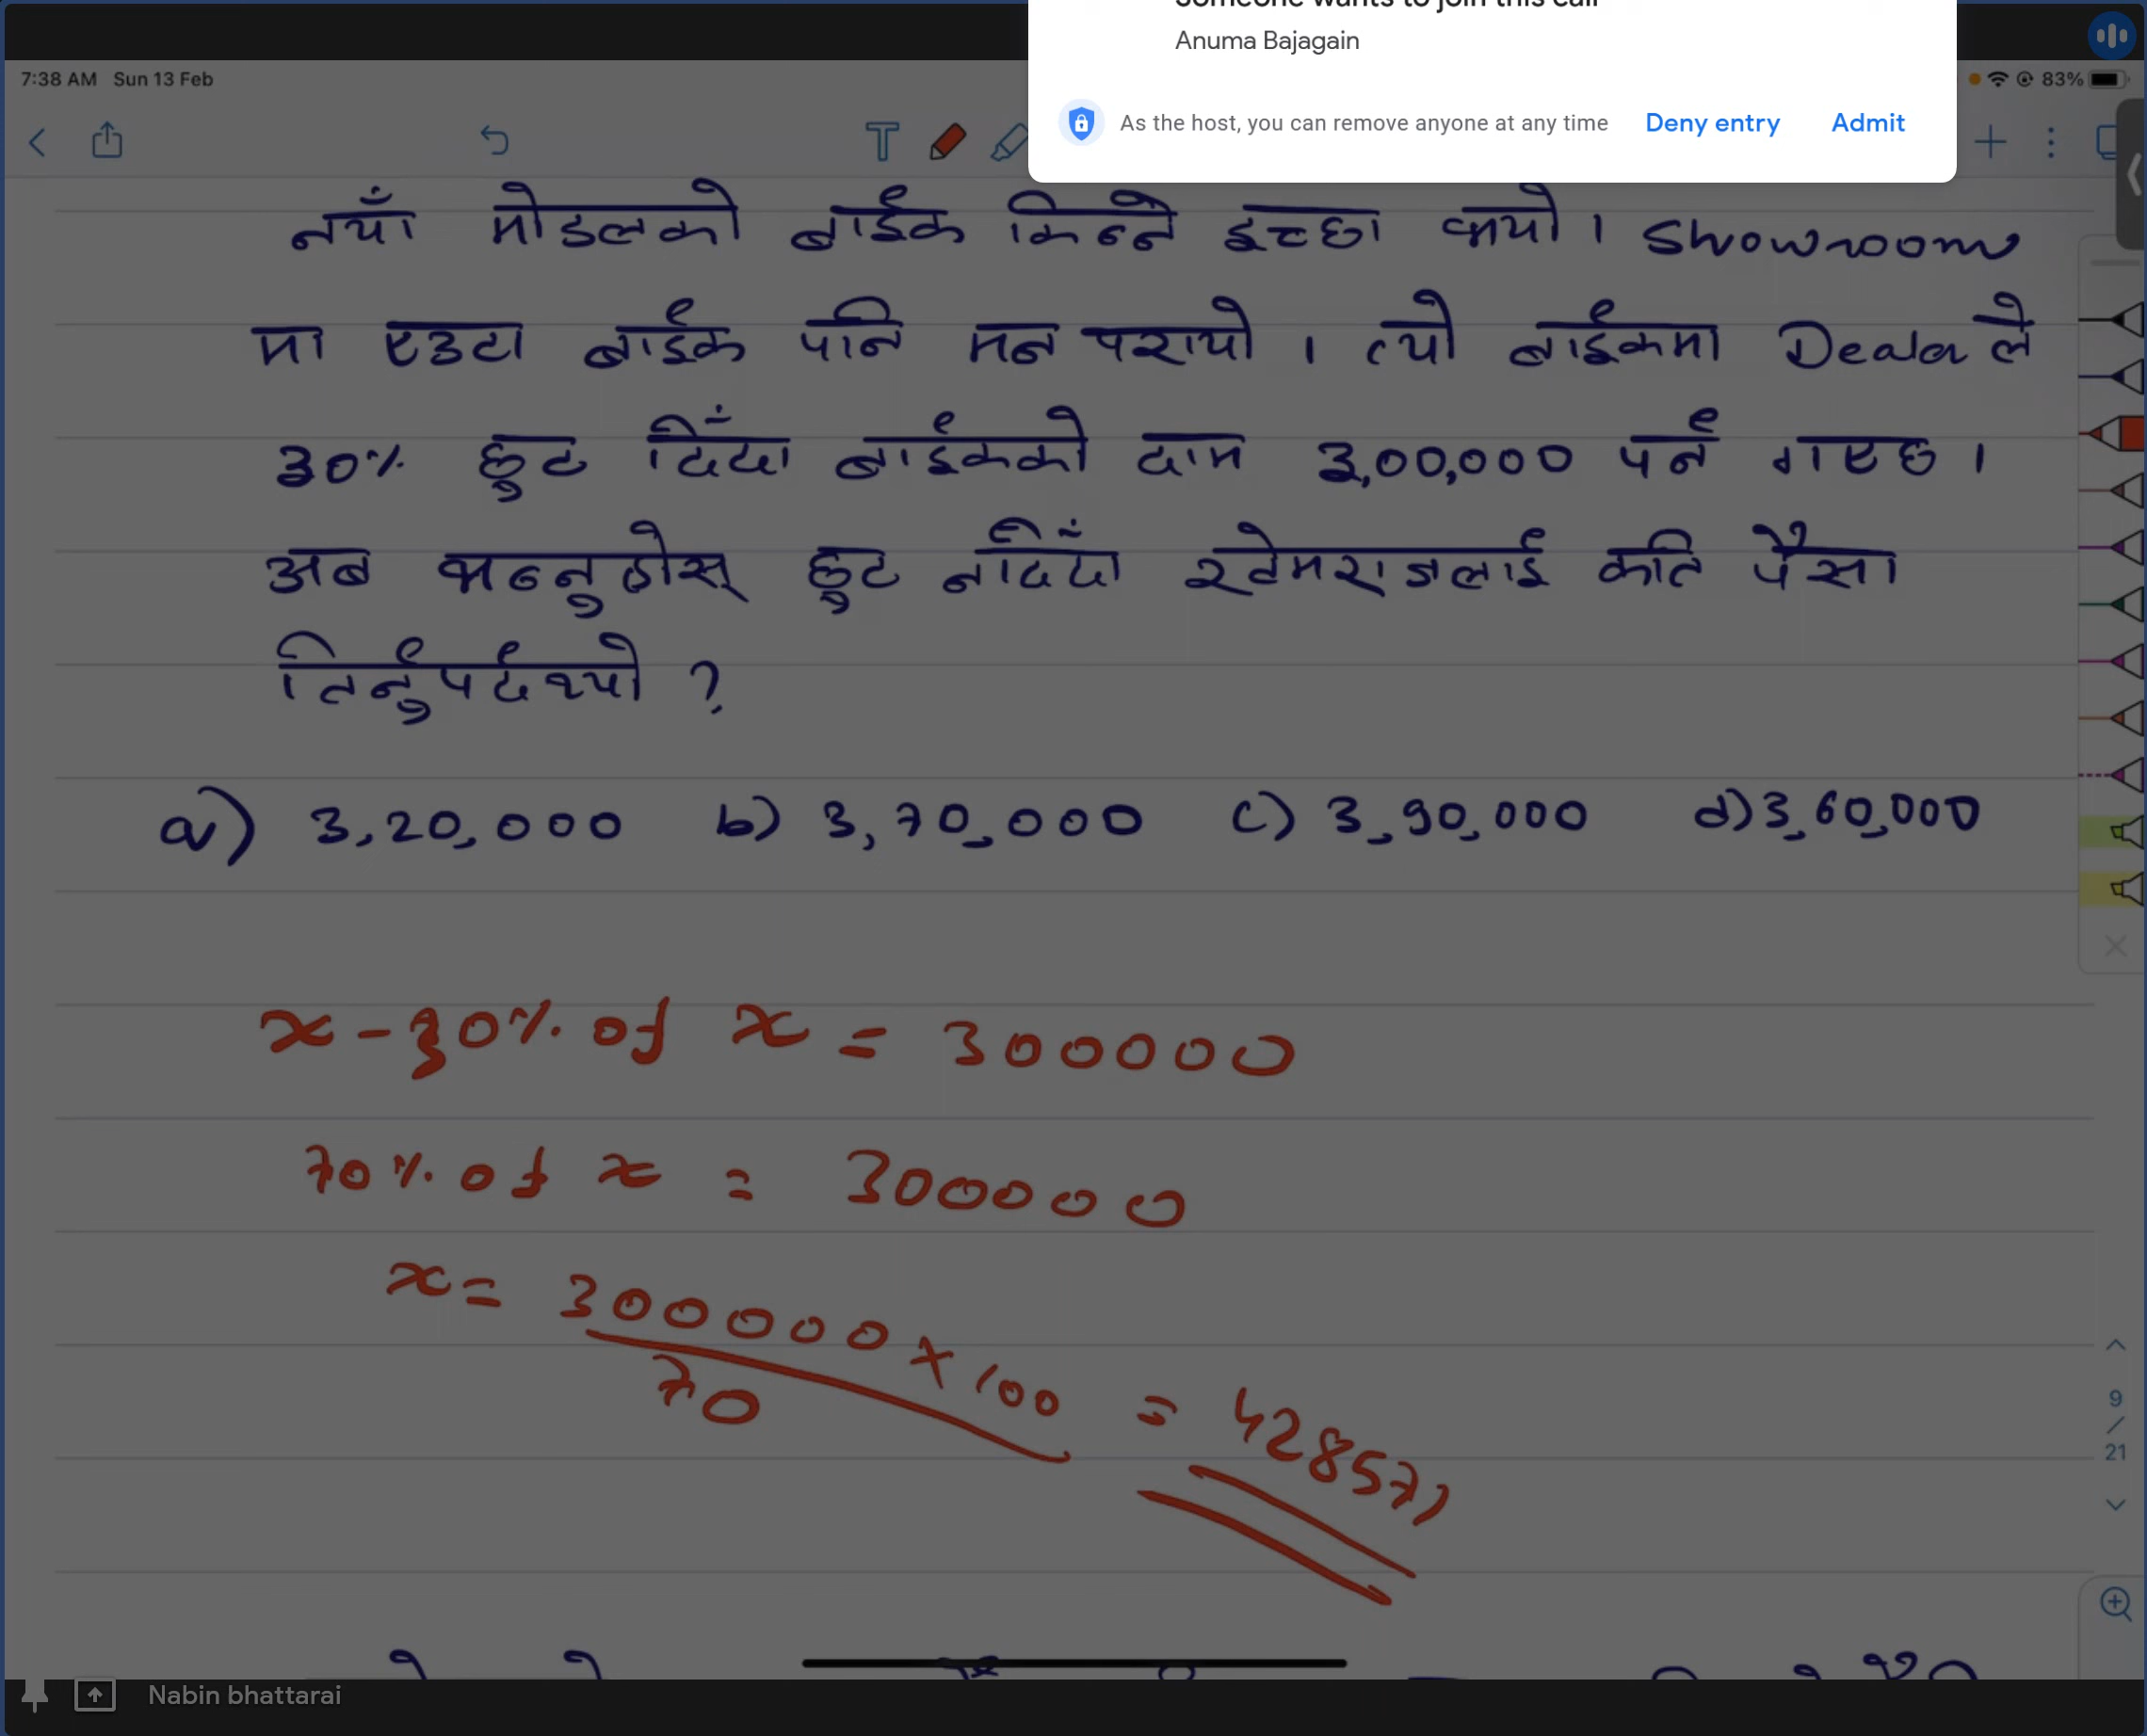 Someone wants to join this call
Anuma Bajagain
As the host, you can remove anyone at any time Deny entry Admit
7:38 AM Sun 13 Feb 83%
T
नयाँ मोडलको बाईक किन्ने इच्छा भयो । Showroom
मा एउटा बाईक पनि मन परायो । त्यो बाईकमा Dealer ले
30% छुट दिँदा बाईकको दाम 3,00,000 पर्न गएछ ।
अब भन्नुहोस् छुट नदिँदा खेमराजलाई कति पैसा
तिर्नुपर्दथ्यो ?
a) 3,20,000 b) 3,70,000 c) 3,90,000 d) 3,60,000
x - 30% of x = 300000
70% of x = 300000
x = 300000 × 100
70
= 428571
9
/
21
Nabin bhattarai